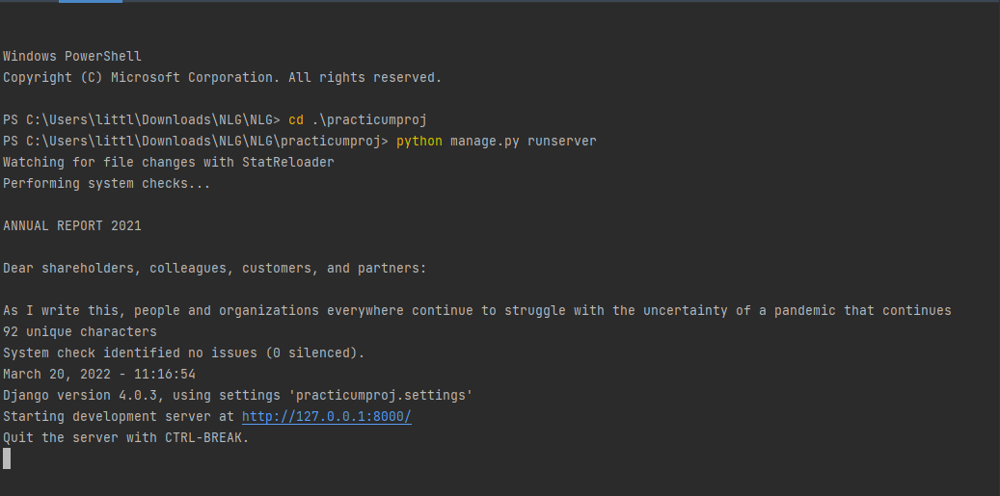 Windows PowerShell
Copyright (C) Microsoft Corporation. All rights reserved.
PS C:\Users\littl\Downloads\NLG\NLG> cd .\practicumproj
PS C:\Users\littl\Downloads\NLG\NLG\practicumproj> python manage.py runserver
Watching for file changes with StatReloader
Performing system checks...
ANNUAL REPORT 2021
Dear shareholders, colleagues, customers, and partners:
As I write this, people and organizations everywhere continue to struggle with the uncertainty of a pandemic that continues
92 unique characters
System check identified no issues (0 silenced).
March 20, 2022 - 11:16:54
Django version 4.0.3, using settings 'practicumproj.settings'
Starting development server at http://127.0.0.1:8000/
Quit the server with CTRL-BREAK.